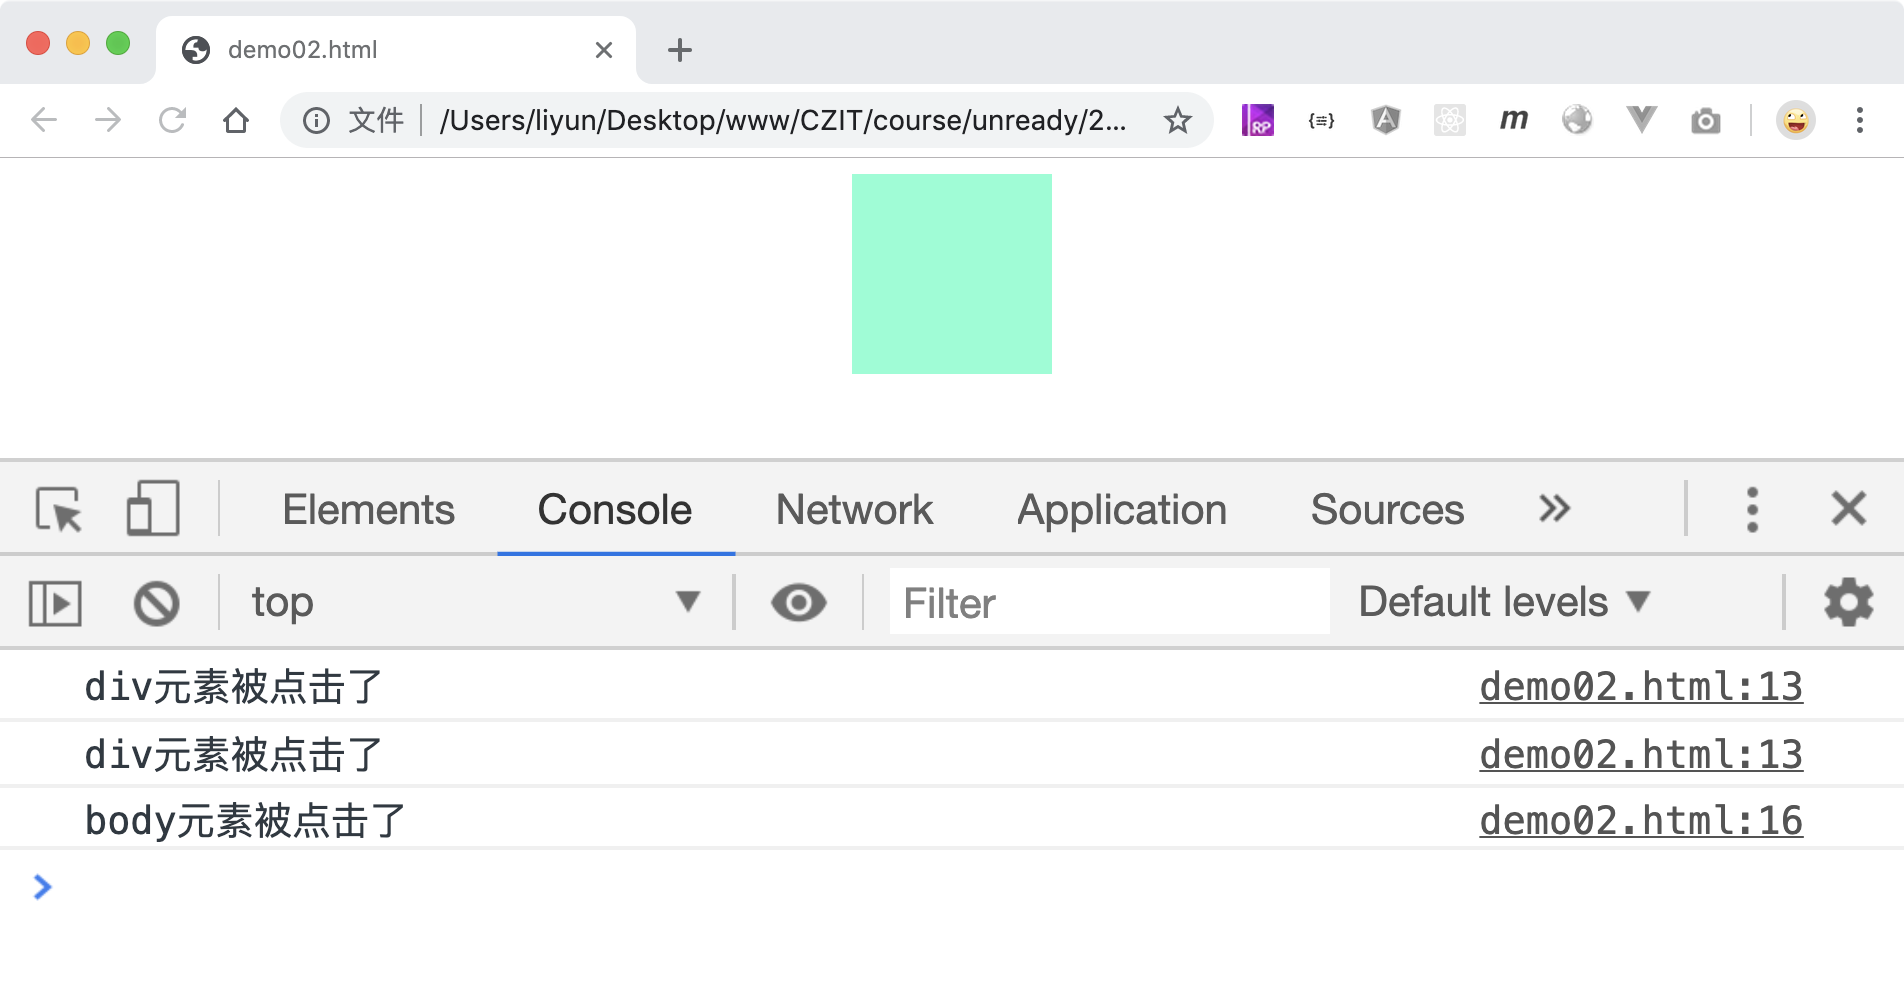 demo02.html
文件 /Users/liyun/Desktop/www/CZIT/course/unready/2... RP {≡} m
Elements Console Network Application Sources »
top Filter Default levels
div元素被点击了 demo02.html:13
div元素被点击了 demo02.html:13
body元素被点击了 demo02.html:16